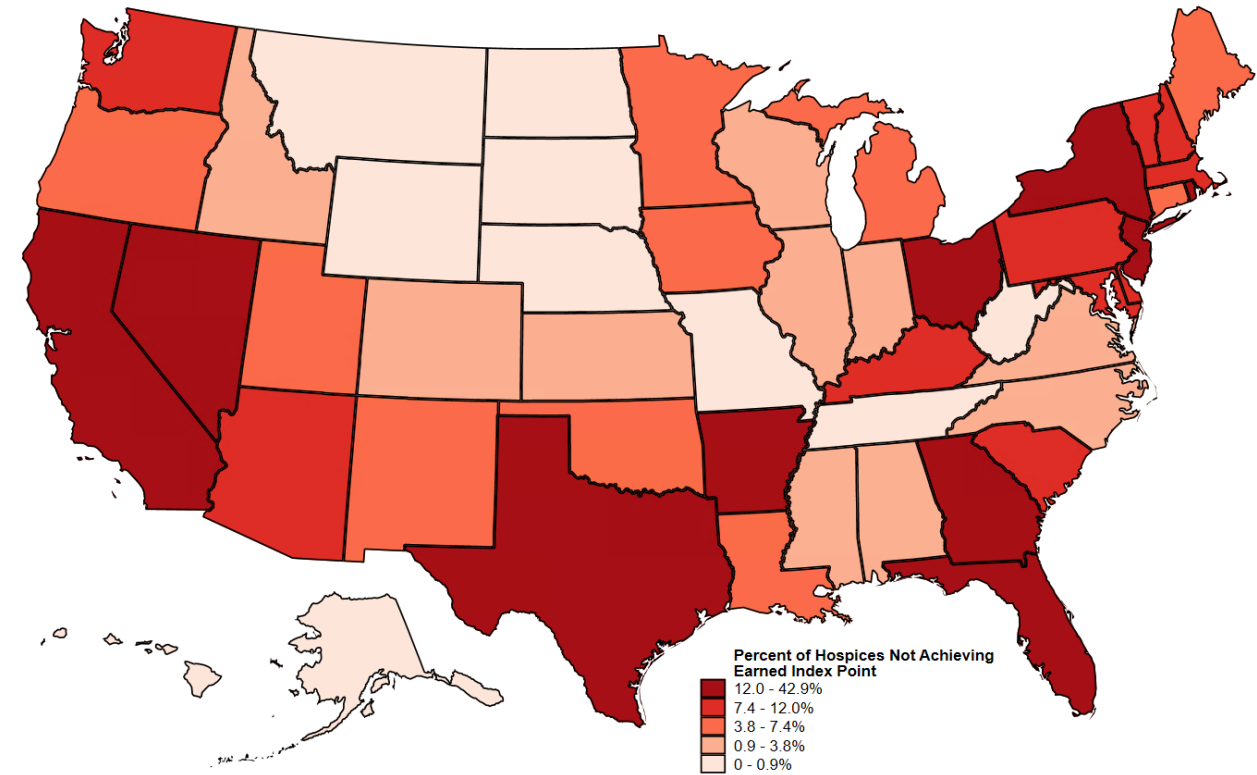 Percent of Hospices Not Achieving
Earned Index Point
12.0 - 42.9%
7.4 - 12.0%
3.8 - 7.4%
0.9 - 3.8%
0 - 0.9%